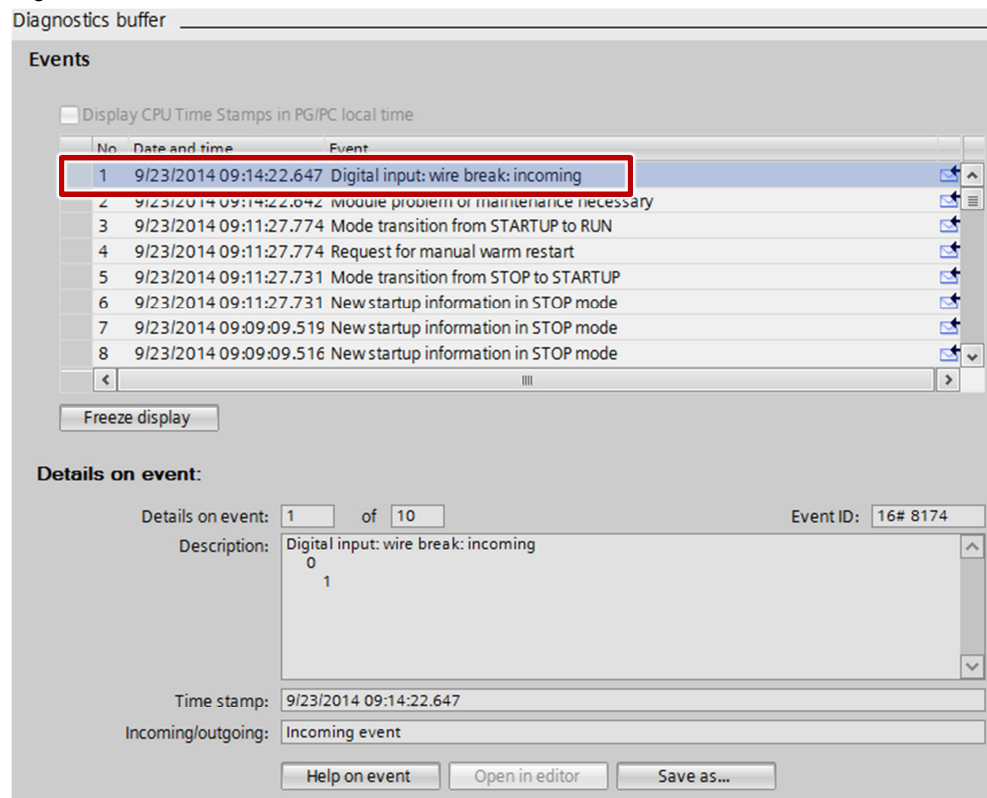 Diagnostics buffer
Events
Display CPU Time Stamps in PG/PC local time
No. Date and time Event
1 9/23/2014 09:14:22.647 Digital input: wire break: incoming
2 9/23/2014 09:14:22.642 Module problem or maintenance necessary
3 9/23/2014 09:11:27.774 Mode transition from STARTUP to RUN
4 9/23/2014 09:11:27.774 Request for manual warm restart
5 9/23/2014 09:11:27.731 Mode transition from STOP to STARTUP
6 9/23/2014 09:11:27.731 New startup information in STOP mode
7 9/23/2014 09:09:09.519 New startup information in STOP mode
8 9/23/2014 09:09:09.516 New startup information in STOP mode
Freeze display
Details on event:
Details on event: 1 of 10 Event ID: 16# 8174
Description: Digital input: wire break: incoming
0
1
Time stamp: 9/23/2014 09:14:22.647
Incoming/outgoing: Incoming event
Help on event Open in editor Save as...